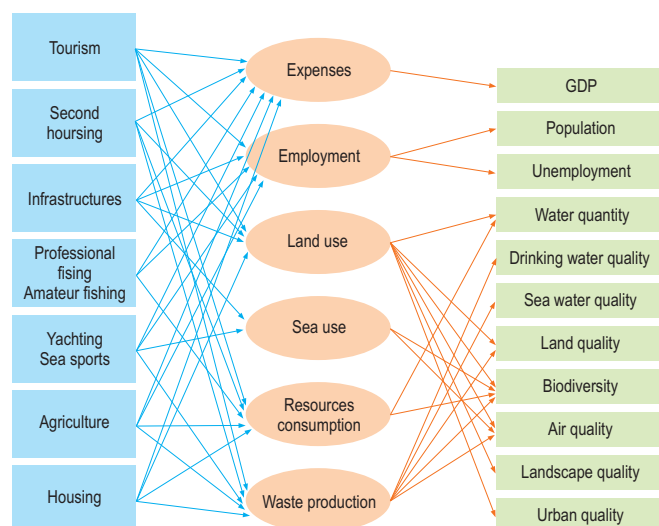 Tourism
Second
hoursing
Infrastructures
Professional
fising
Amateur fishing
Yachting
Sea sports
Agriculture
Housing
Expenses
Employment
Land use
Sea use
Resources
consumption
Waste production
GDP
Population
Unemployment
Water quantity
Drinking water quality
Sea water quality
Land quality
Biodiversity
Air quality
Landscape quality
Urban quality